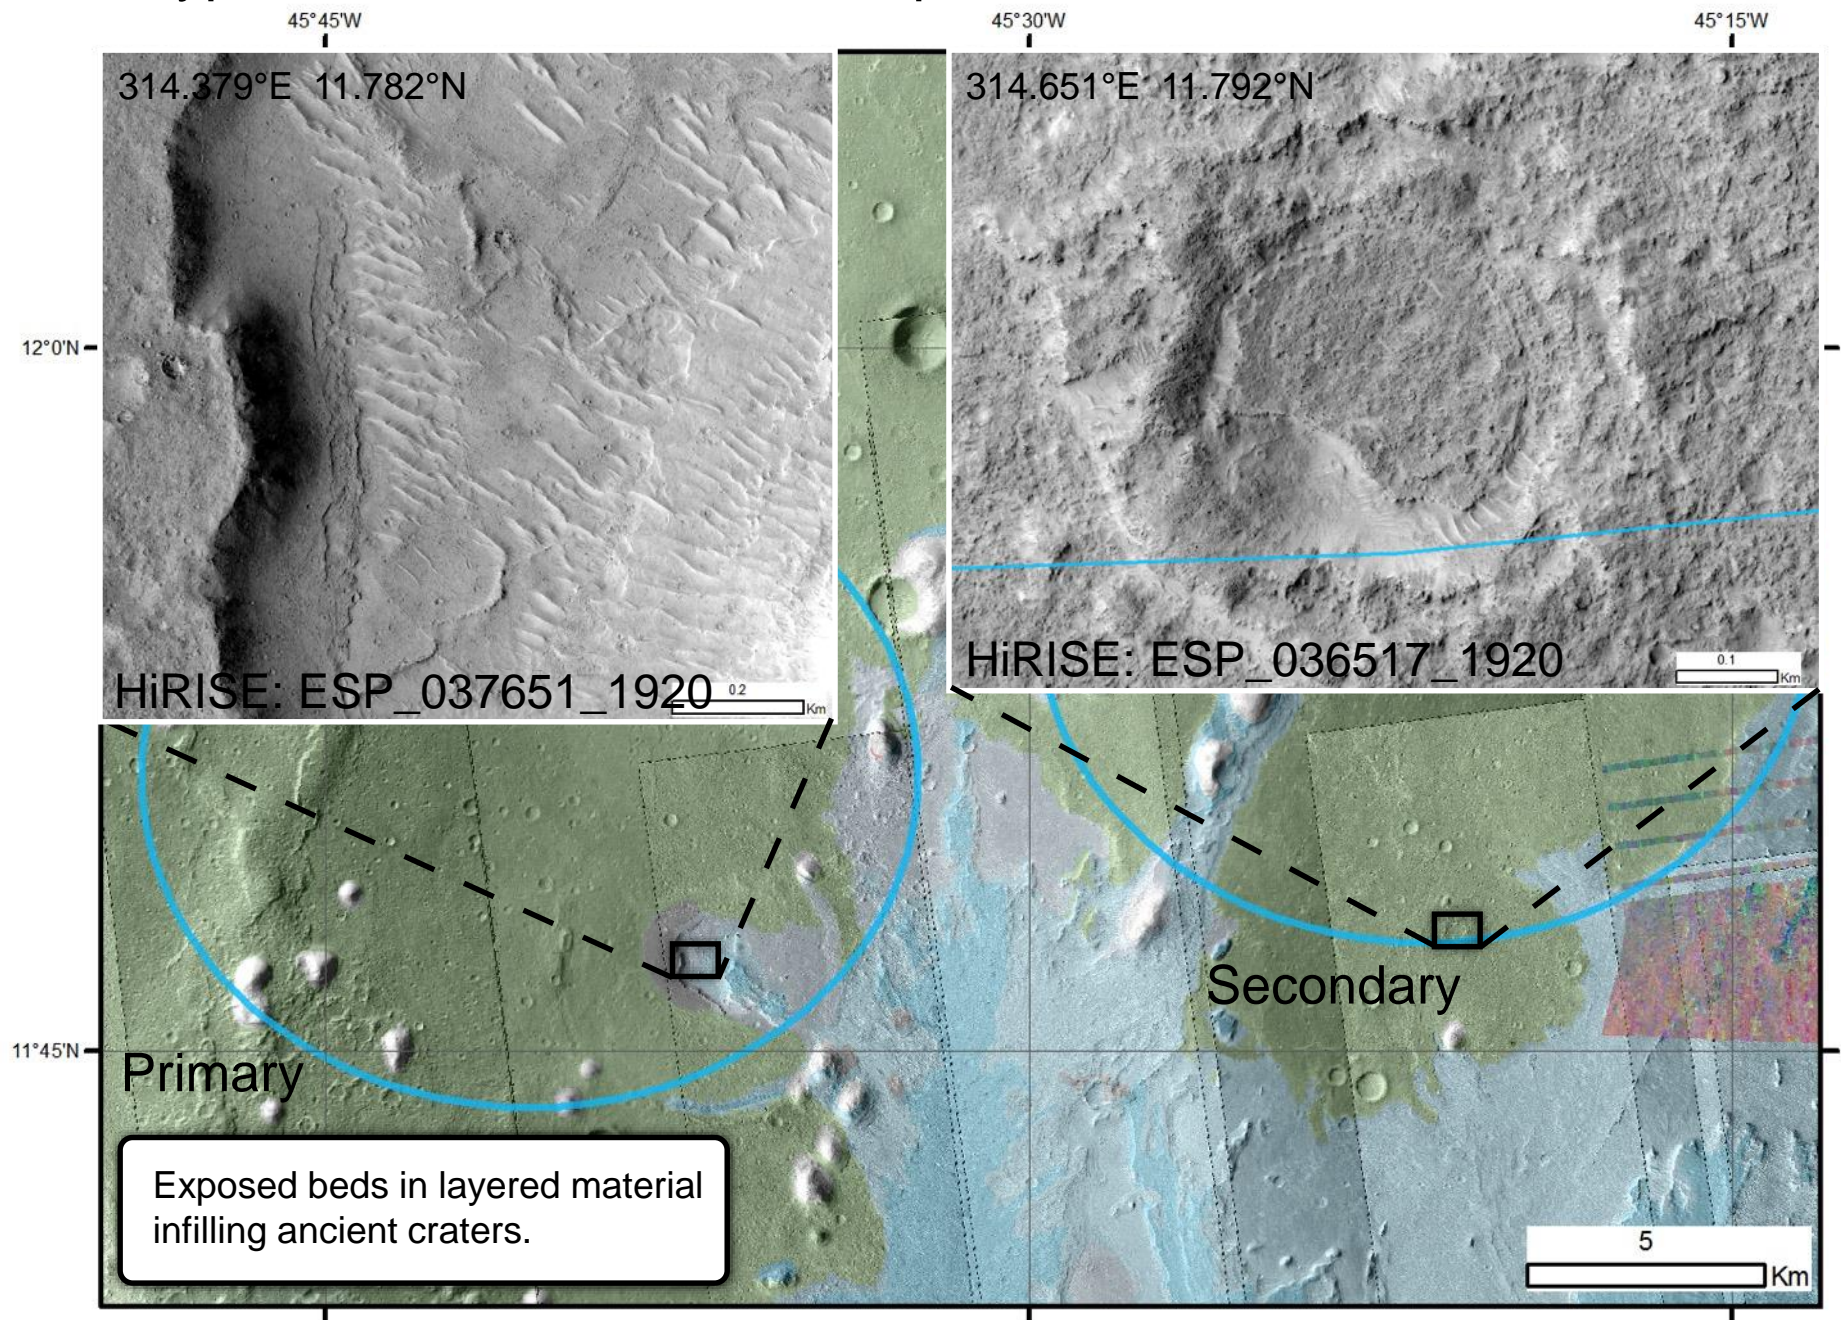 45°45'W
45°30'W
45°15'W
314.379°E 11.782°N
314.651°E 11.792°N
12°0'N
HiRISE: ESP_037651_1920
0.2
Km
HiRISE: ESP_036517_1920
0.1
Km
Secondary
11°45'N
Primary
Exposed beds in layered material
infilling ancient craters.
5
Km